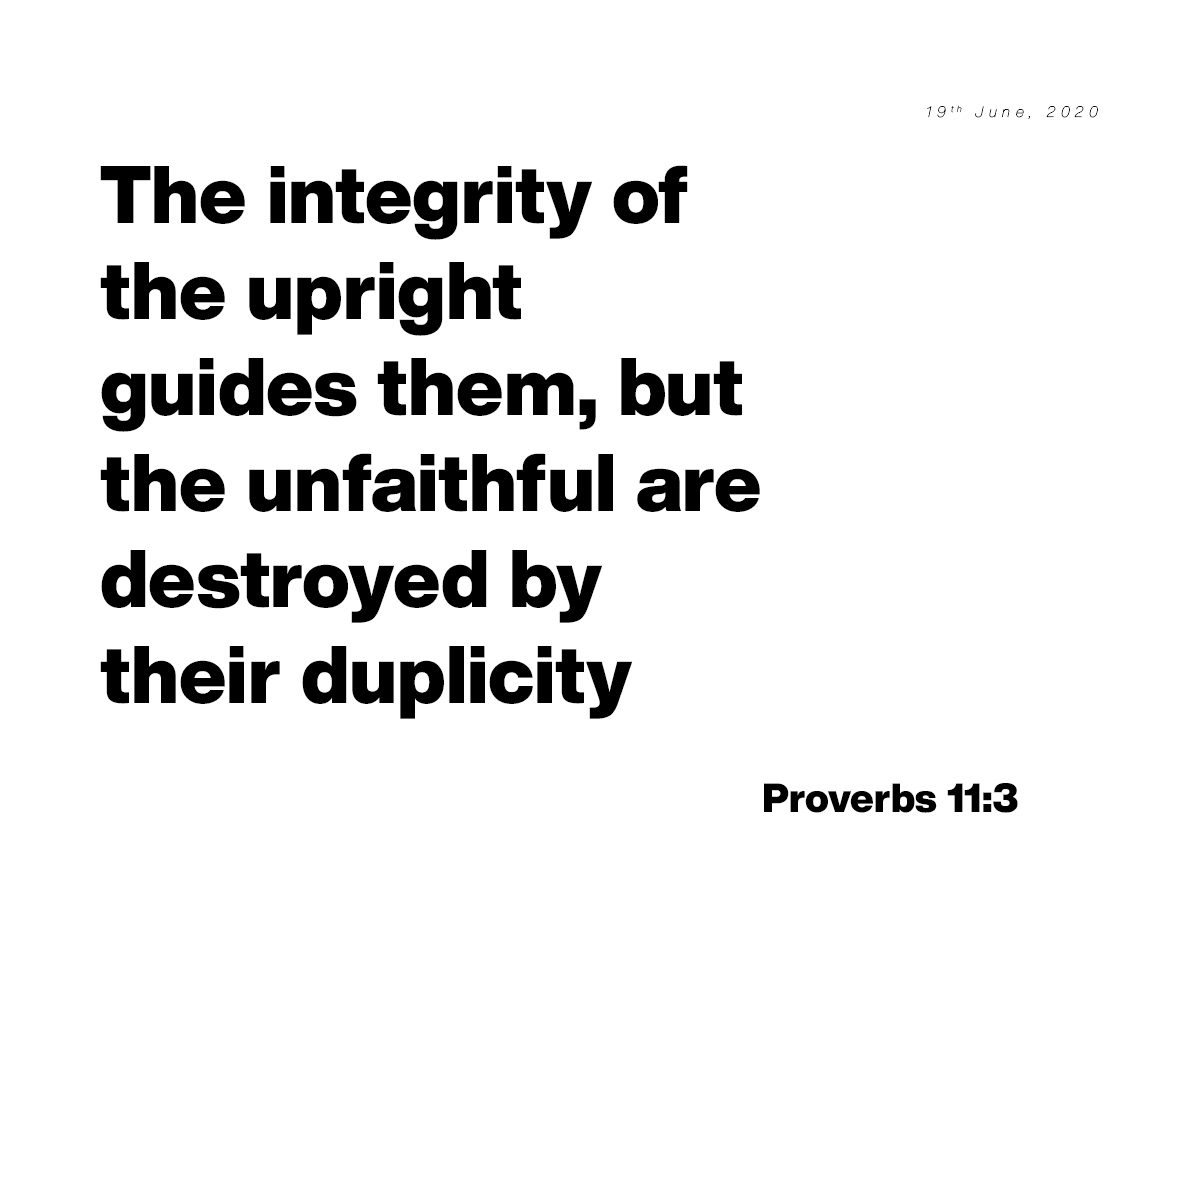 19th June, 2020
The integrity of
the upright
guides them, but
the unfaithful are
destroyed by
their duplicity
Proverbs 11:3